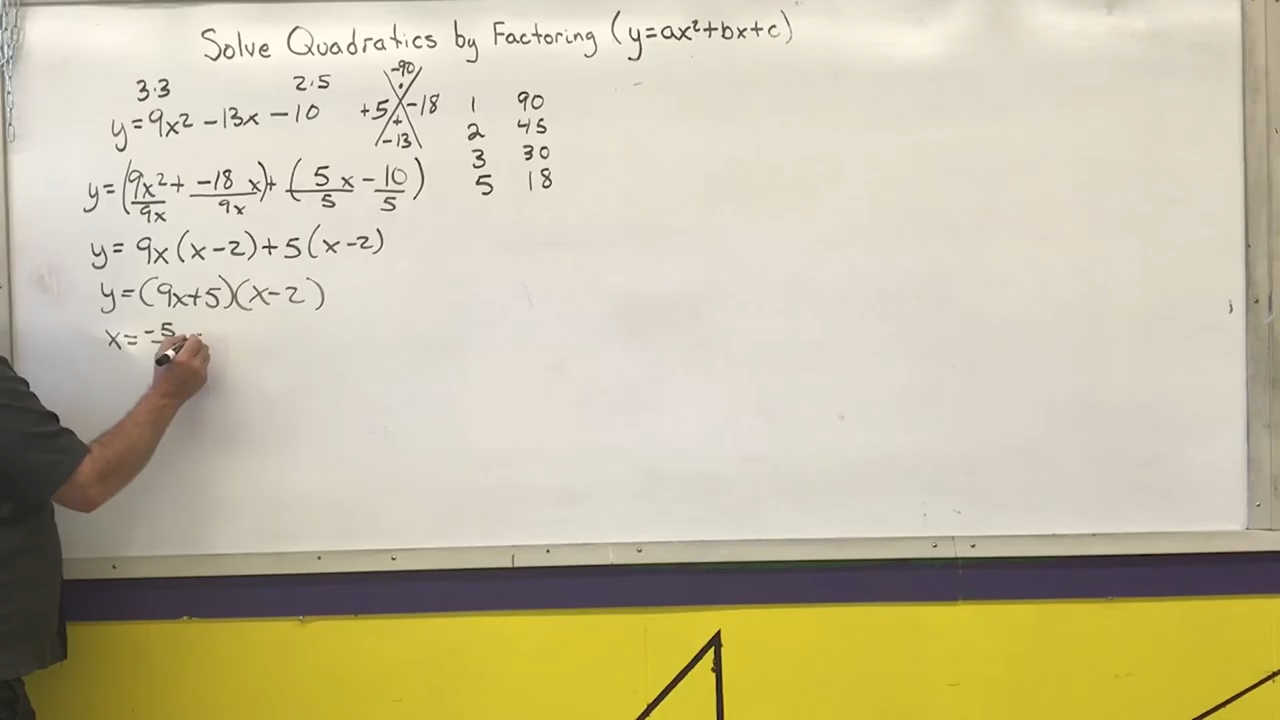 Solve Quadratics by Factoring (y=ax²+bx+c)
3·3 2·5
y=9x²-13x-10
-90
+5 -18
+
-13
1 90
2 45
3 30
5 18
y=(9x²/9x + -18x/9x)+(5x/5 - 10/5)
y=9x(x-2)+5(x-2)
y=(9x+5)(x-2)
x=-5